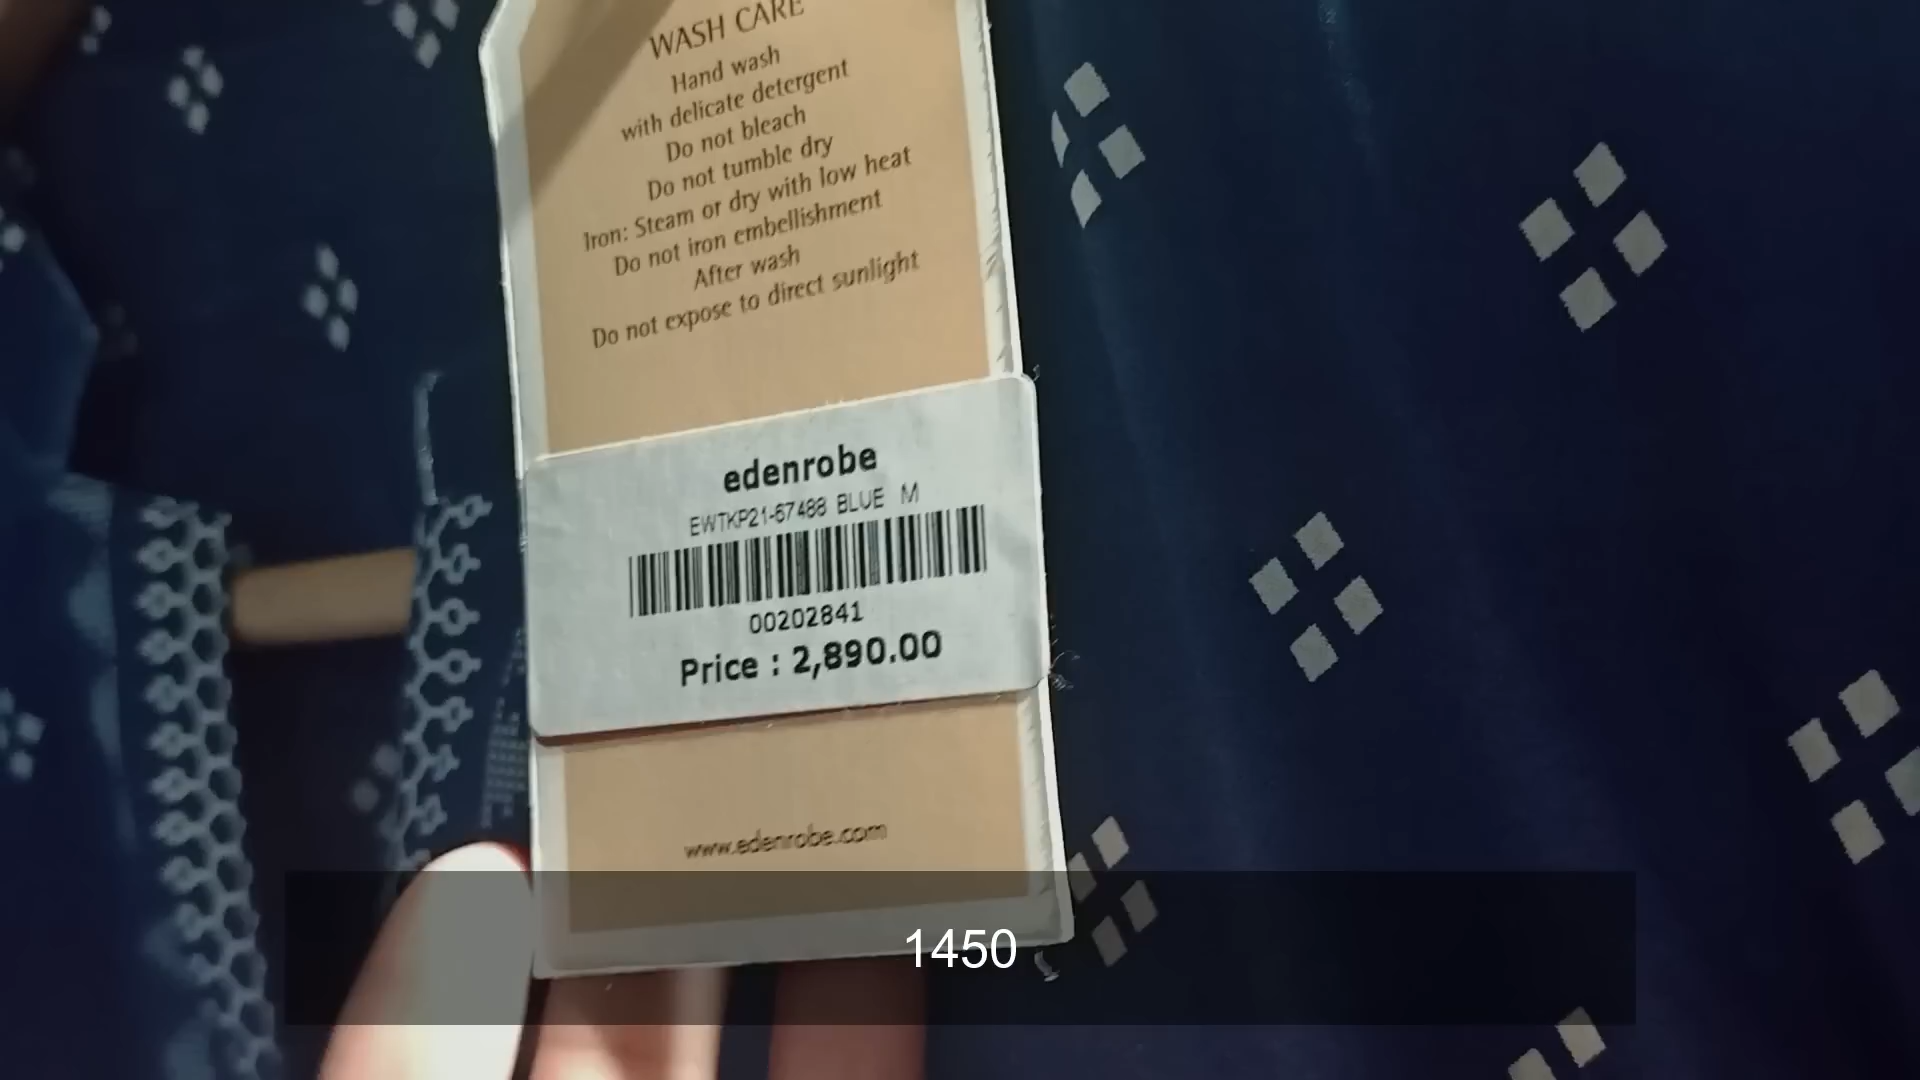 WASH CARE
Hand wash
with delicate detergent
Do not bleach
Do not tumble dry
Iron: Steam or dry with low heat
Do not iron embellishment
After wash
Do not expose to direct sunlight
edenrobe
EWTKP21-67488 BLUE M
00202841
Price : 2,890.00
www.edenrobe.com
1450